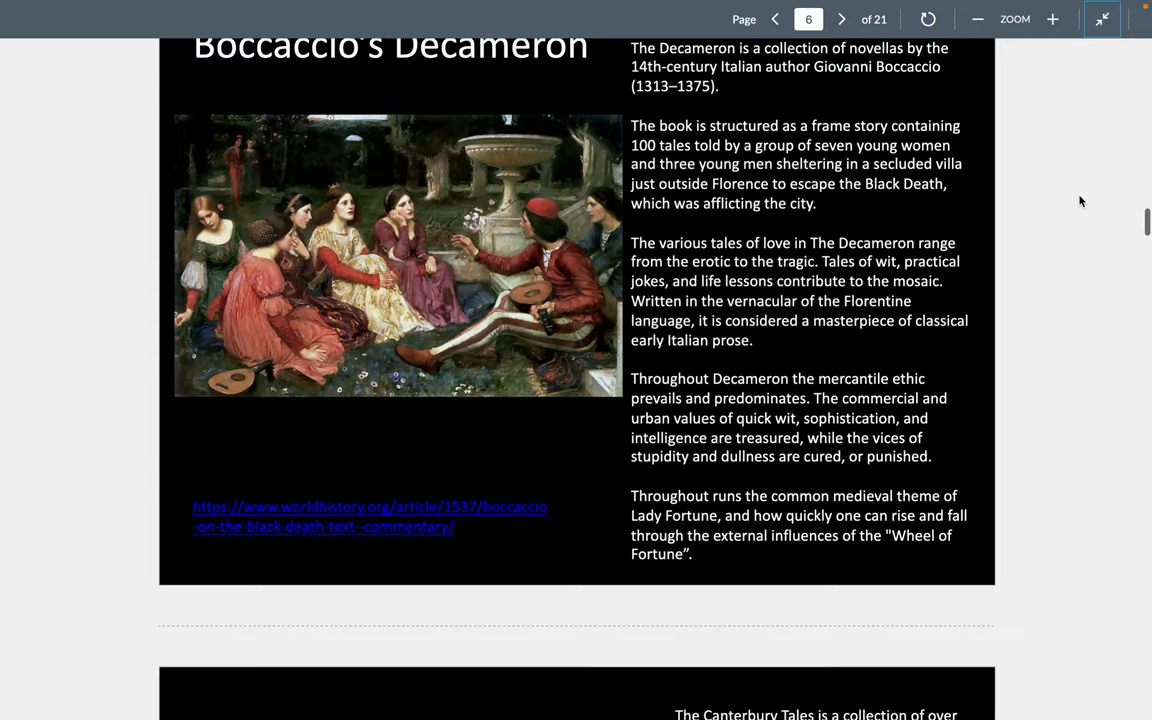 Page 6 of 21 ZOOM
Boccaccio's Decameron
The Decameron is a collection of novellas by the
14th-century Italian author Giovanni Boccaccio
(1313–1375).
The book is structured as a frame story containing
100 tales told by a group of seven young women
and three young men sheltering in a secluded villa
just outside Florence to escape the Black Death,
which was afflicting the city.
The various tales of love in The Decameron range
from the erotic to the tragic. Tales of wit, practical
jokes, and life lessons contribute to the mosaic.
Written in the vernacular of the Florentine
language, it is considered a masterpiece of classical
early Italian prose.
Throughout Decameron the mercantile ethic
prevails and predominates. The commercial and
urban values of quick wit, sophistication, and
intelligence are treasured, while the vices of
stupidity and dullness are cured, or punished.
Throughout runs the common medieval theme of
Lady Fortune, and how quickly one can rise and fall
through the external influences of the "Wheel of
Fortune”.
https://www.worldhistory.org/article/1537/boccaccio
-on-the-black-death-text--commentary/
The Canterbury Tales is a collection of over